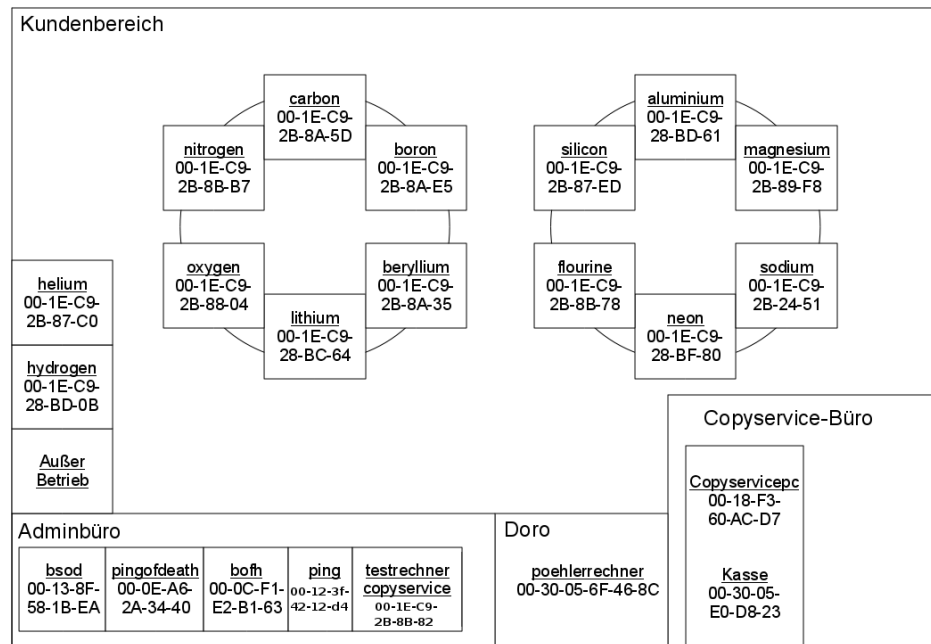 Kundenbereich
carbon
00-1E-C9-
2B-8A-5D
nitrogen
00-1E-C9-
2B-8B-B7
boron
00-1E-C9-
2B-8A-E5
oxygen
00-1E-C9-
2B-88-04
beryllium
00-1E-C9-
2B-8A-35
lithium
00-1E-C9-
28-BC-64
aluminium
00-1E-C9-
28-BD-61
silicon
00-1E-C9-
2B-87-ED
magnesium
00-1E-C9-
2B-89-F8
flourine
00-1E-C9-
2B-8B-78
sodium
00-1E-C9-
2B-24-51
neon
00-1E-C9-
28-BF-80
helium
00-1E-C9-
2B-87-C0
hydrogen
00-1E-C9-
28-BD-0B
Außer
Betrieb
Adminbüro
bsod
00-13-8F-
58-1B-EA
pingofdeath
00-0E-A6-
2A-34-40
bofh
00-0C-F1-
E2-B1-63
ping
00-12-3f-
42-12-d4
testrechner
copyservice
00-1E-C9-
2B-8B-82
Doro
poehlerrechner
00-30-05-6F-46-8C
Copyservice-Büro
Copyservicepc
00-18-F3-
60-AC-D7
Kasse
00-30-05-
E0-D8-23